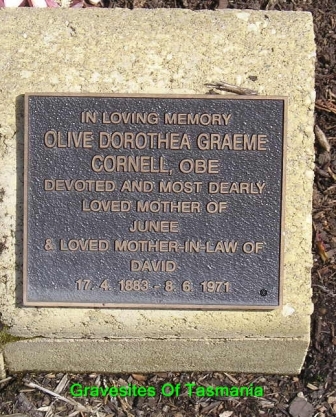 IN LOVING MEMORY
OLIVE DOROTHEA GRAEME
CORNELL, OBE
DEVOTED AND MOST DEARLY
LOVED MOTHER OF
JUNEE
& LOVED MOTHER-IN-LAW OF
DAVID
17. 4. 1883 - 8. 6. 1971
Gravesites Of Tasmania